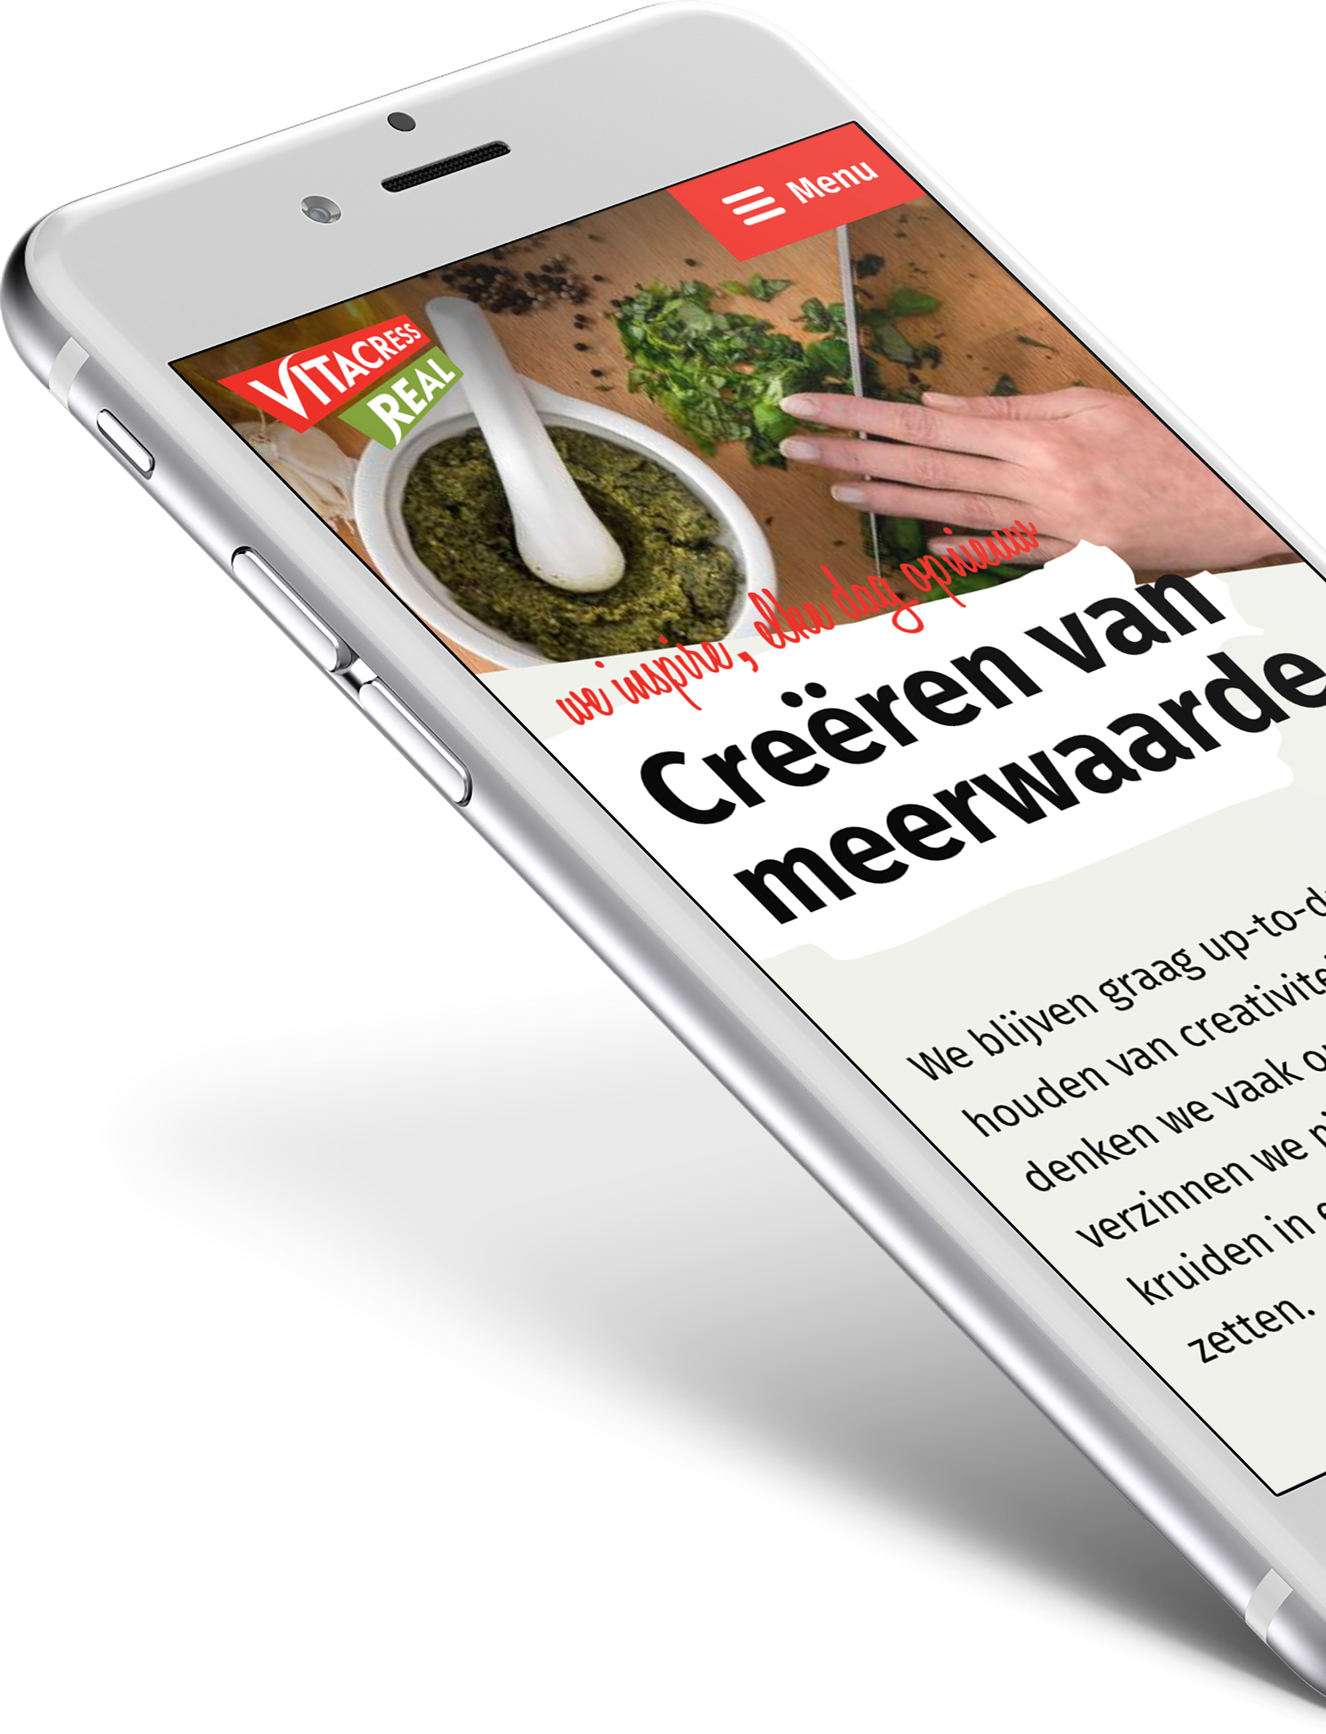 Menu
VITACRESS
REAL
we inspire, elke dag opnieuw
Creëren van
meerwaarde
We blijven graag up-to-d
houden van creativite
denken we vaak o
verzinnen we n
kruiden in
zetten.